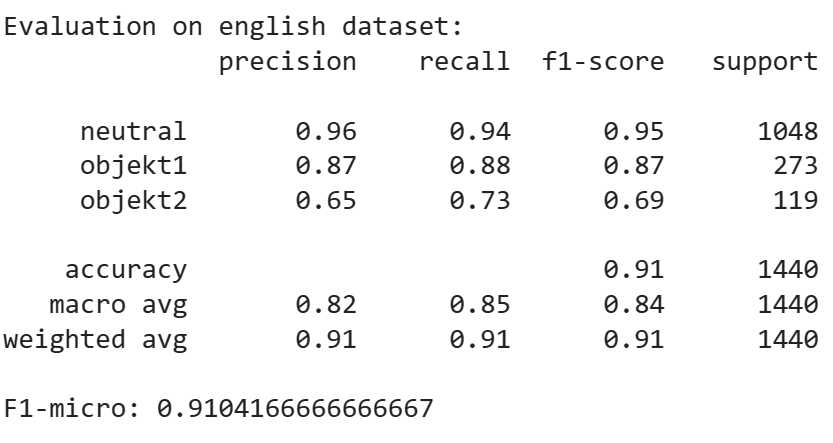 Evaluation on english dataset:
precision recall f1-score support
neutral 0.96 0.94 0.95 1048
objekt1 0.87 0.88 0.87 273
objekt2 0.65 0.73 0.69 119
accuracy 0.91 1440
macro avg 0.82 0.85 0.84 1440
weighted avg 0.91 0.91 0.91 1440
F1-micro: 0.9104166666666667